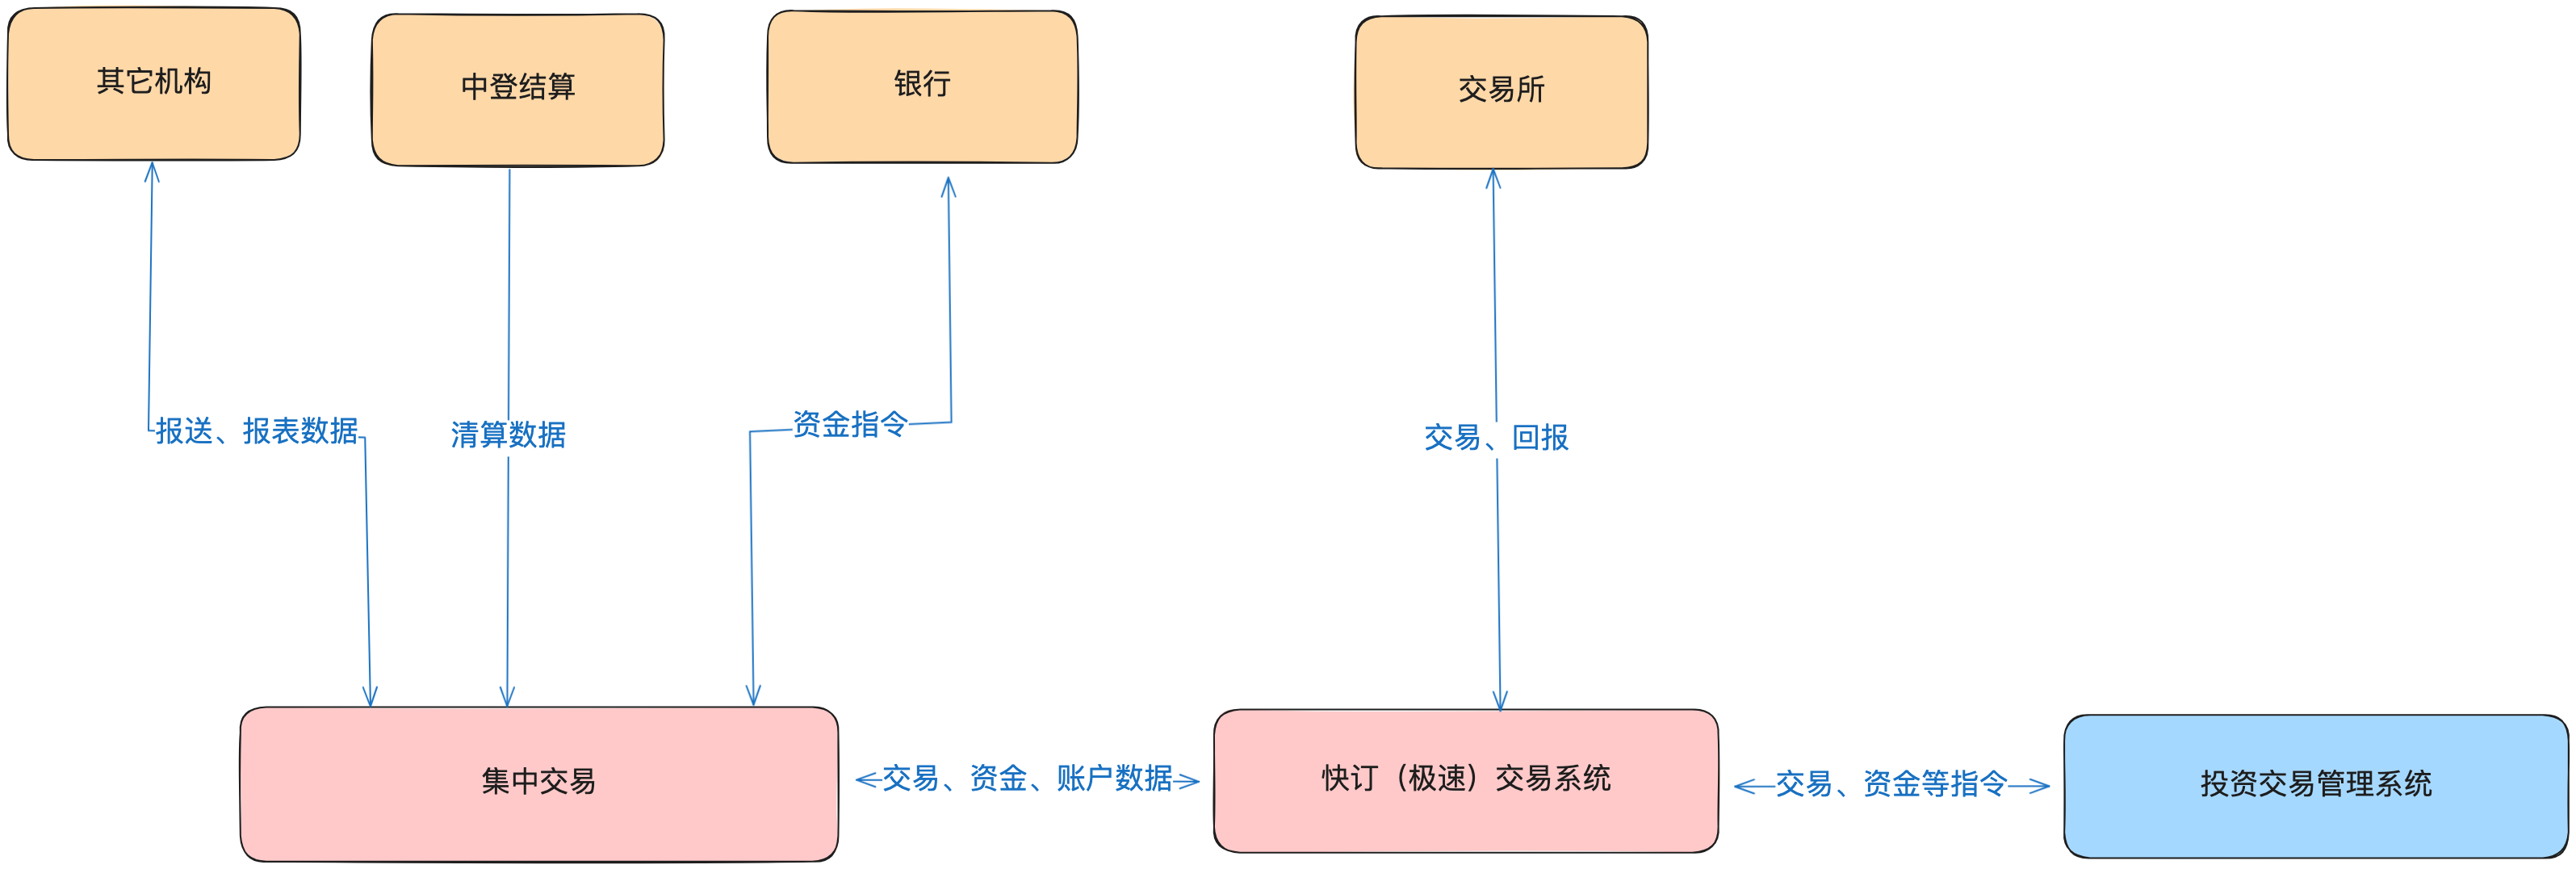 其它机构
中登结算
银行
交易所
报送、报表数据
清算数据
资金指令
交易、回报
集中交易
交易、资金、账户数据
快订（极速）交易系统
交易、资金等指令
投资交易管理系统